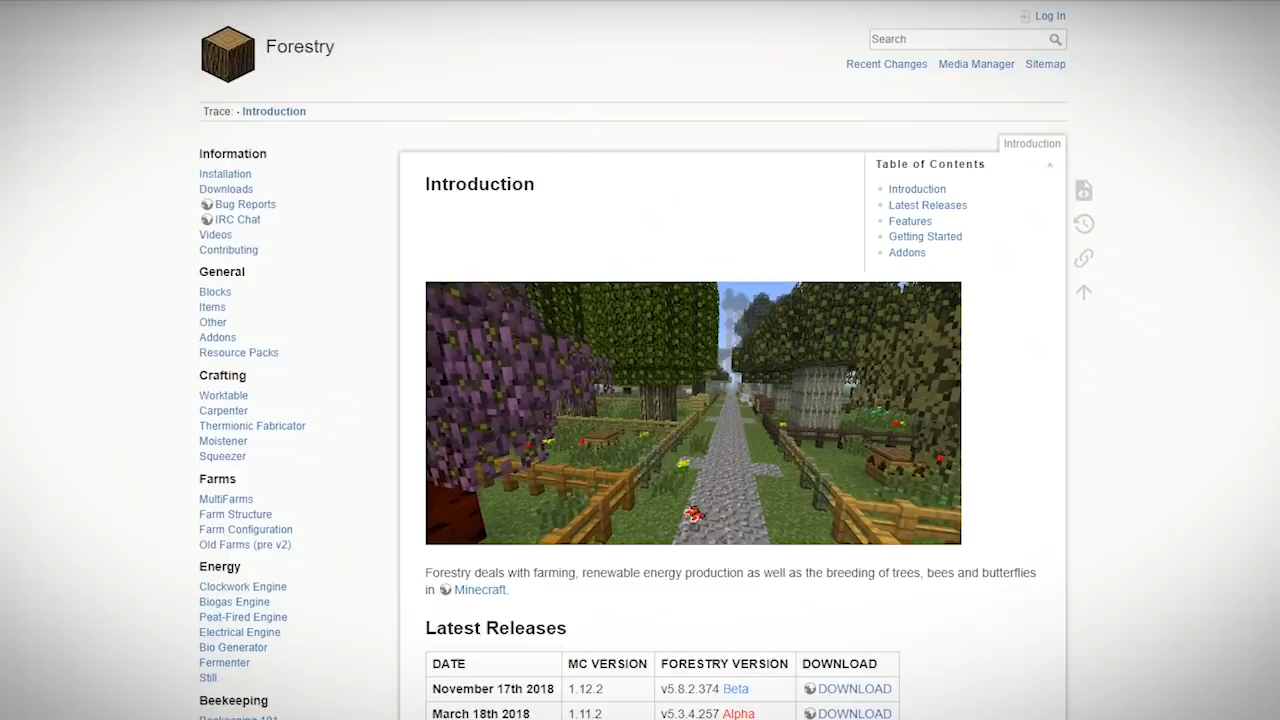 Log In
Forestry
Search
Recent Changes Media Manager Sitemap
Trace: • Introduction
Information
Installation
Downloads
Bug Reports
IRC Chat
Videos
Contributing
General
Blocks
Items
Other
Addons
Resource Packs
Crafting
Worktable
Carpenter
Thermionic Fabricator
Moistener
Squeezer
Farms
MultiFarms
Farm Structure
Farm Configuration
Old Farms (pre v2)
Energy
Clockwork Engine
Biogas Engine
Peat-Fired Engine
Electrical Engine
Bio Generator
Fermenter
Still
Beekeeping
Beekeeping 101
Introduction
Table of Contents
Introduction
Latest Releases
Features
Getting Started
Addons
Introduction
Forestry deals with farming, renewable energy production as well as the breeding of trees, bees and butterflies
in Minecraft.
Latest Releases
DATE MC VERSION FORESTRY VERSION DOWNLOAD
November 17th 2018 1.12.2 v5.8.2.374 Beta DOWNLOAD
March 18th 2018 1.11.2 v5.3.4.257 Alpha DOWNLOAD